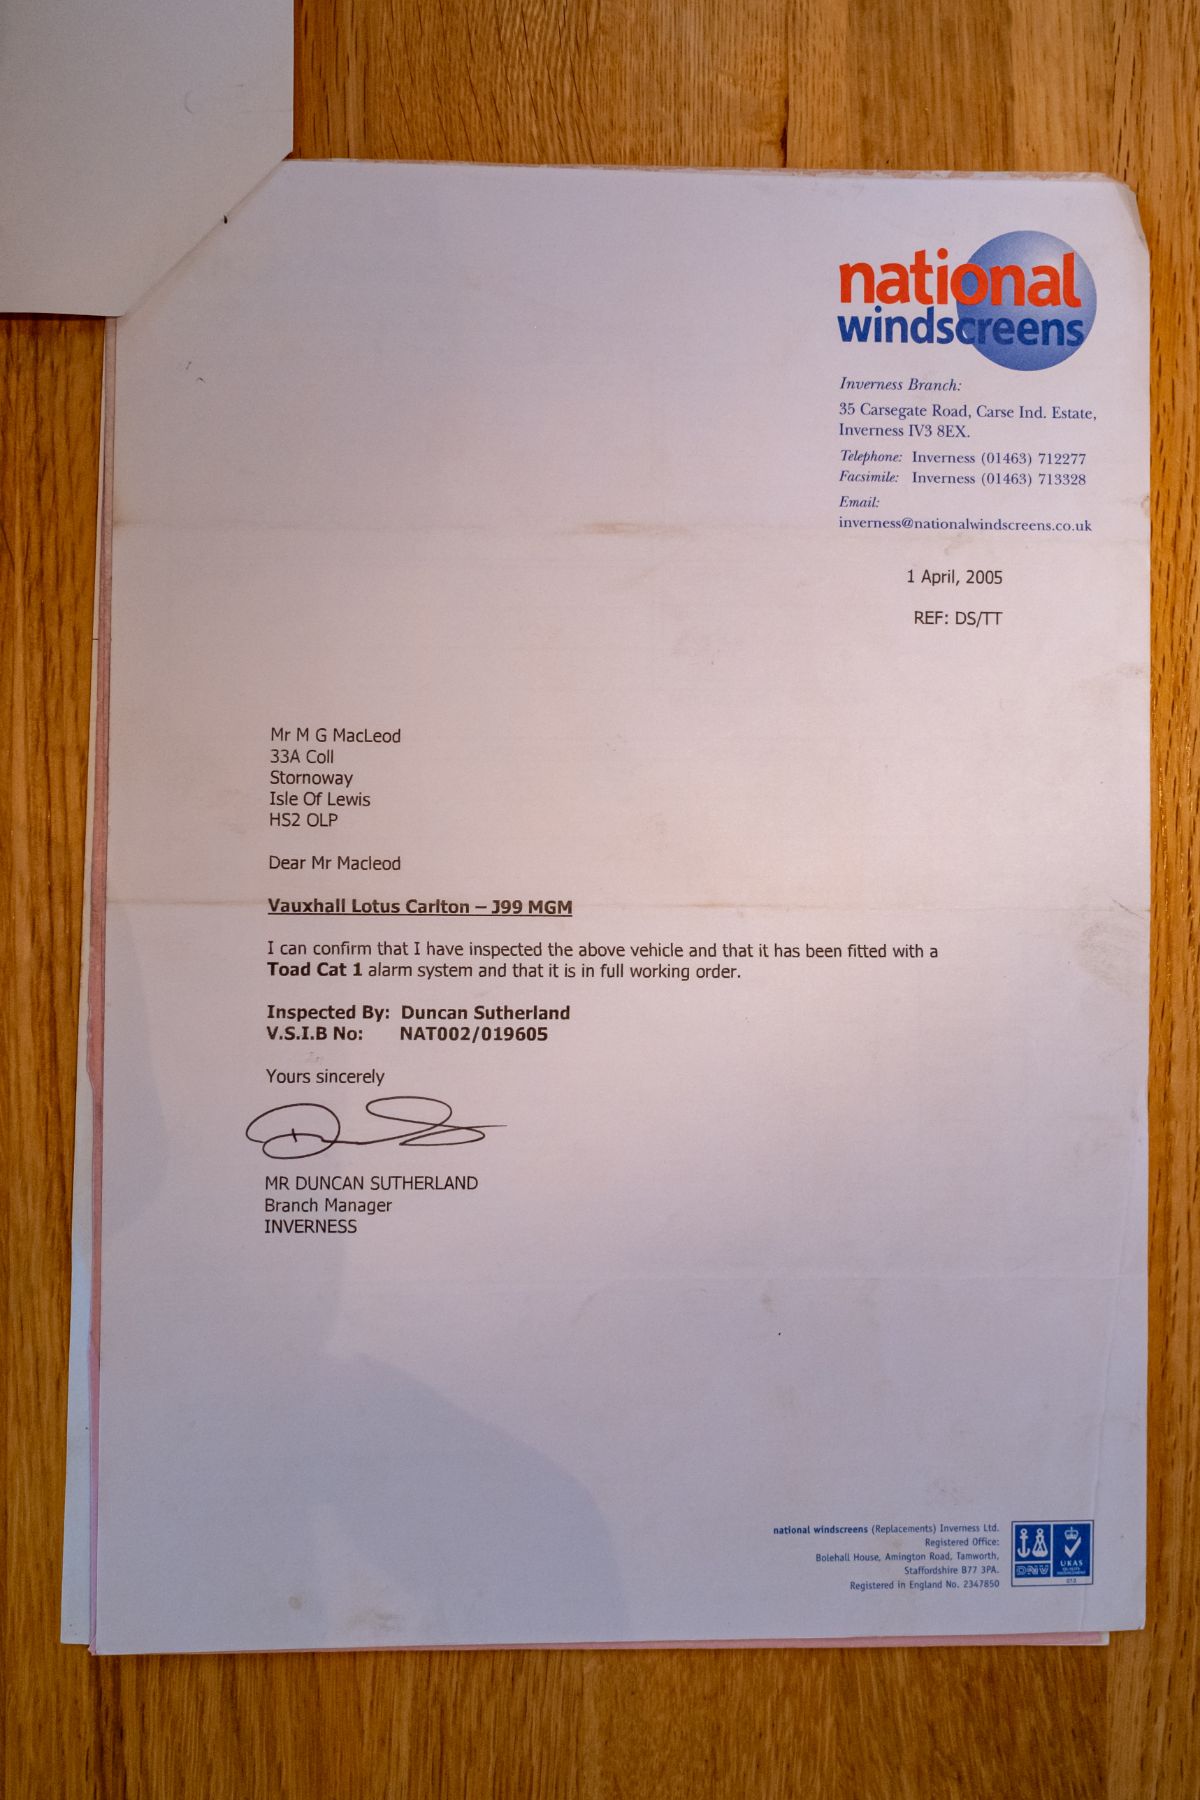 national
windscreens
Inverness Branch:
35 Carsegate Road, Carse Ind. Estate,
Inverness IV3 8EX.
Telephone: Inverness (01463) 712277
Facsimile: Inverness (01463) 713328
Email:
inverness@nationalwindscreens.co.uk
1 April, 2005
REF: DS/TT
Mr M G MacLeod
33A Coll
Stornoway
Isle Of Lewis
HS2 OLP
Dear Mr Macleod
Vauxhall Lotus Carlton – J99 MGM
I can confirm that I have inspected the above vehicle and that it has been fitted with a
Toad Cat 1 alarm system and that it is in full working order.
Inspected By: Duncan Sutherland
V.S.I.B No: NAT002/019605
Yours sincerely
MR DUNCAN SUTHERLAND
Branch Manager
INVERNESS
national windscreens (Replacements) Inverness Ltd.
Registered Office:
Bolehall House, Amington Road, Tamworth,
Staffordshire B77 3PA.
Registered in England No. 2347850
DNV
UKAS